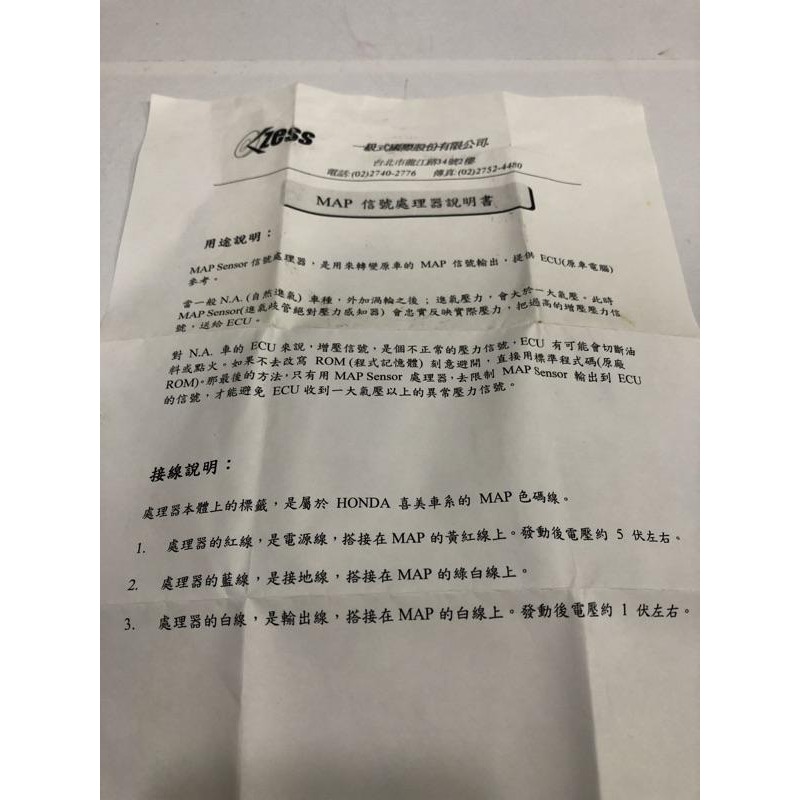 一級式國際股份有限公司
台北市龍江路34號2樓
電話:(02)2740-2776 傳真:(02)2752-4480
MAP 信號處理器說明書
用途說明：
MAP Sensor 信號處理器，是用來轉變原車的 MAP 信號輸出，提供 ECU(原車電腦)
參考。
當一般 N.A. (自然進氣) 車種，外加渦輪之後；進氣壓力，會大於一大氣壓。此時
MAP Sensor(進氣歧管絕對壓力感知器) 會忠實反映實際壓力，把過高的增壓壓力信
號，送給 ECU。
對 N.A. 車的 ECU 來說，增壓信號，是個不正常的壓力信號，ECU 有可能會切斷油
料或點火。如果不去改寫 ROM (程式記憶體) 刻意避開，直接用標準程式碼(原廠
ROM)。那最後的方法，只有用 MAP Sensor 處理器，去限制 MAP Sensor 輸出到 ECU
的信號，才能避免 ECU 收到一大氣壓以上的異常壓力信號。
接線說明：
處理器本體上的標籤，是屬於 HONDA 喜美車系的 MAP 色碼線。
1. 處理器的紅線，是電源線，搭接在 MAP 的黃紅線上。發動後電壓約 5 伏左右。
2. 處理器的藍線，是接地線，搭接在 MAP 的綠白線上。
3. 處理器的白線，是輸出線，搭接在 MAP 的白線上。發動後電壓約 1 伏左右。